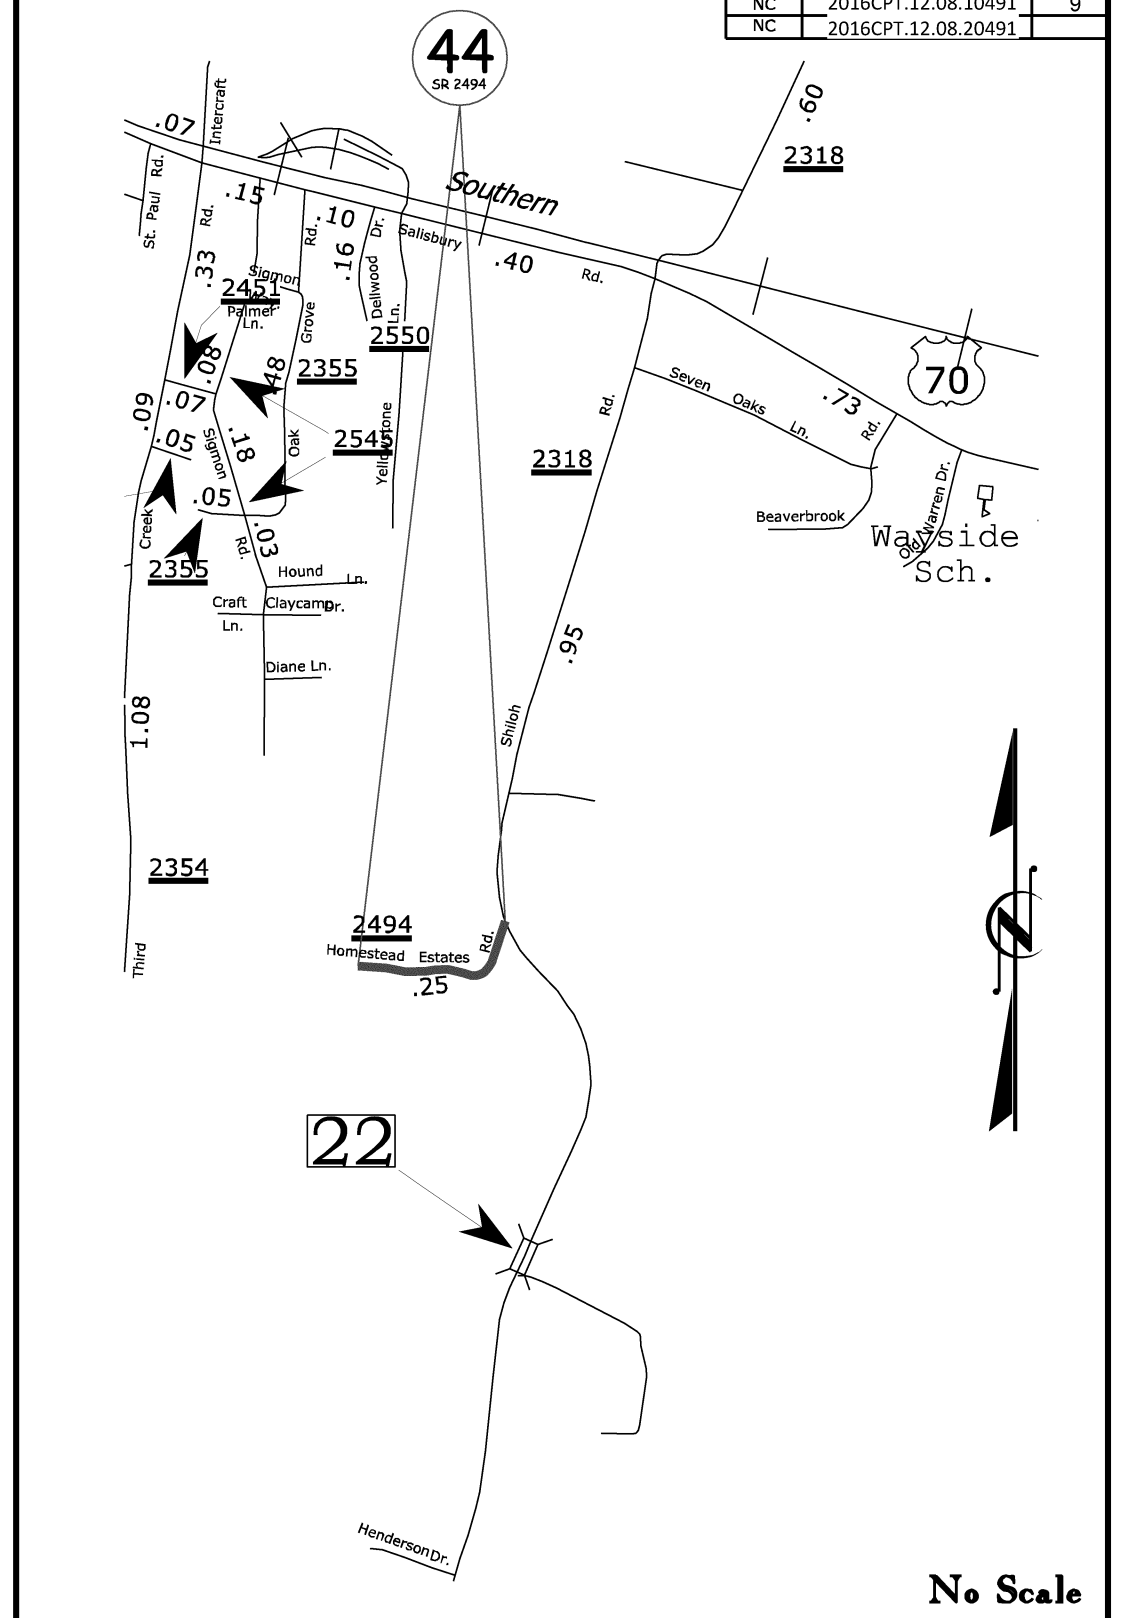 NC 2016CPT.12.08.10491 9
NC 2016CPT.12.08.20491
44
SR 2494
.60
2318
.07
Intercraft
St. Paul Rd.
.15
Rd.
.33
Southern
.10
Rd.
.16
Dr.
Salisbury
.40
Rd.
Sigmon
Way.
2451
Palmer
Ln.
Dellwood
Ln.
Grove
2550
.08
.48
2355
70
Seven Oaks Ln.
.73
Rd.
.09
.07
.05
.18
Sigmon
Oak
2545
Yellowstone
Rd.
2318
.05
Creek
Rd.
.03
Beaverbrook
Old Warren Dr.
Wayside
Sch.
2355
Hound Ln.
Craft
Ln.
Claycamp Dr.
Diane Ln.
.95
1.08
Shiloh
2354
2494
Homestead Estates Rd.
.25
Third
N
22
Henderson Dr.
No Scale